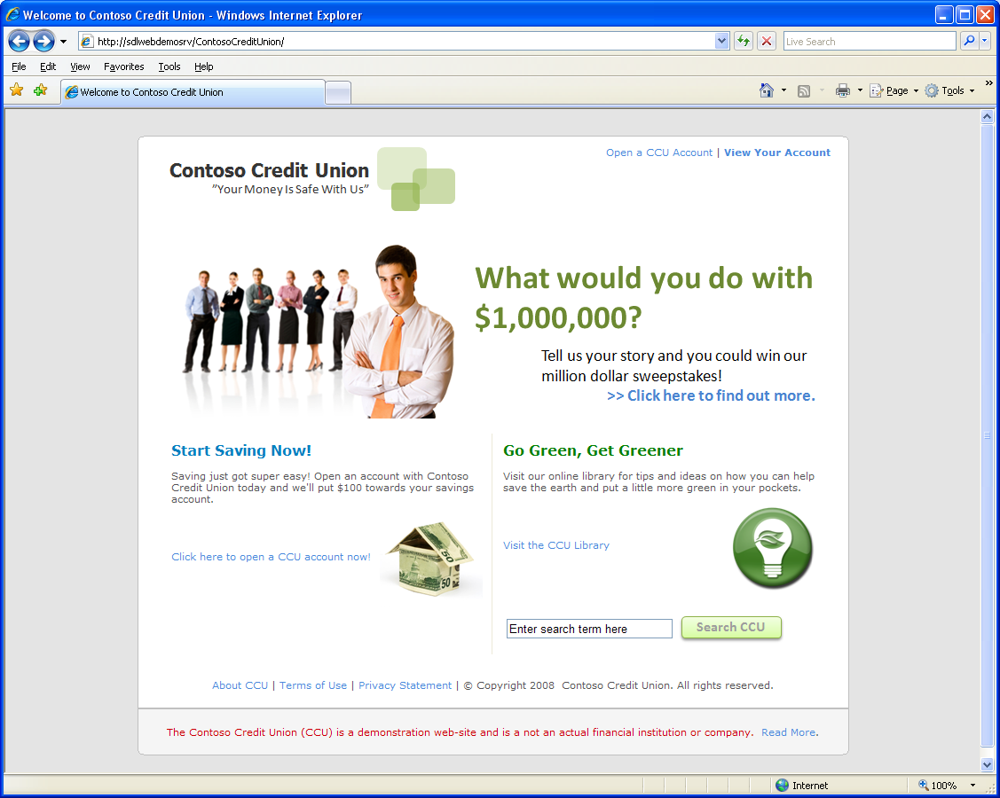 Welcome to Contoso Credit Union - Windows Internet Explorer
http://sdlwebdemosrv/ContosoCreditUnion/
Live Search
File Edit View Favorites Tools Help
Welcome to Contoso Credit Union
Page Tools »
Open a CCU Account | View Your Account
Contoso Credit Union
"Your Money Is Safe With Us"
What would you do with
$1,000,000?
Tell us your story and you could win our
million dollar sweepstakes!
>> Click here to find out more.
Start Saving Now!
Saving just got super easy! Open an account with Contoso
Credit Union today and we'll put $100 towards your savings
account.
Click here to open a CCU account now!
50
50
Go Green, Get Greener
Visit our online library for tips and ideas on how you can help
save the earth and put a little more green in your pockets.
Visit the CCU Library
Enter search term here
Search CCU
About CCU | Terms of Use | Privacy Statement | © Copyright 2008 Contoso Credit Union. All rights reserved.
The Contoso Credit Union (CCU) is a demonstration web-site and is a not an actual financial institution or company. Read More.
Internet
100%